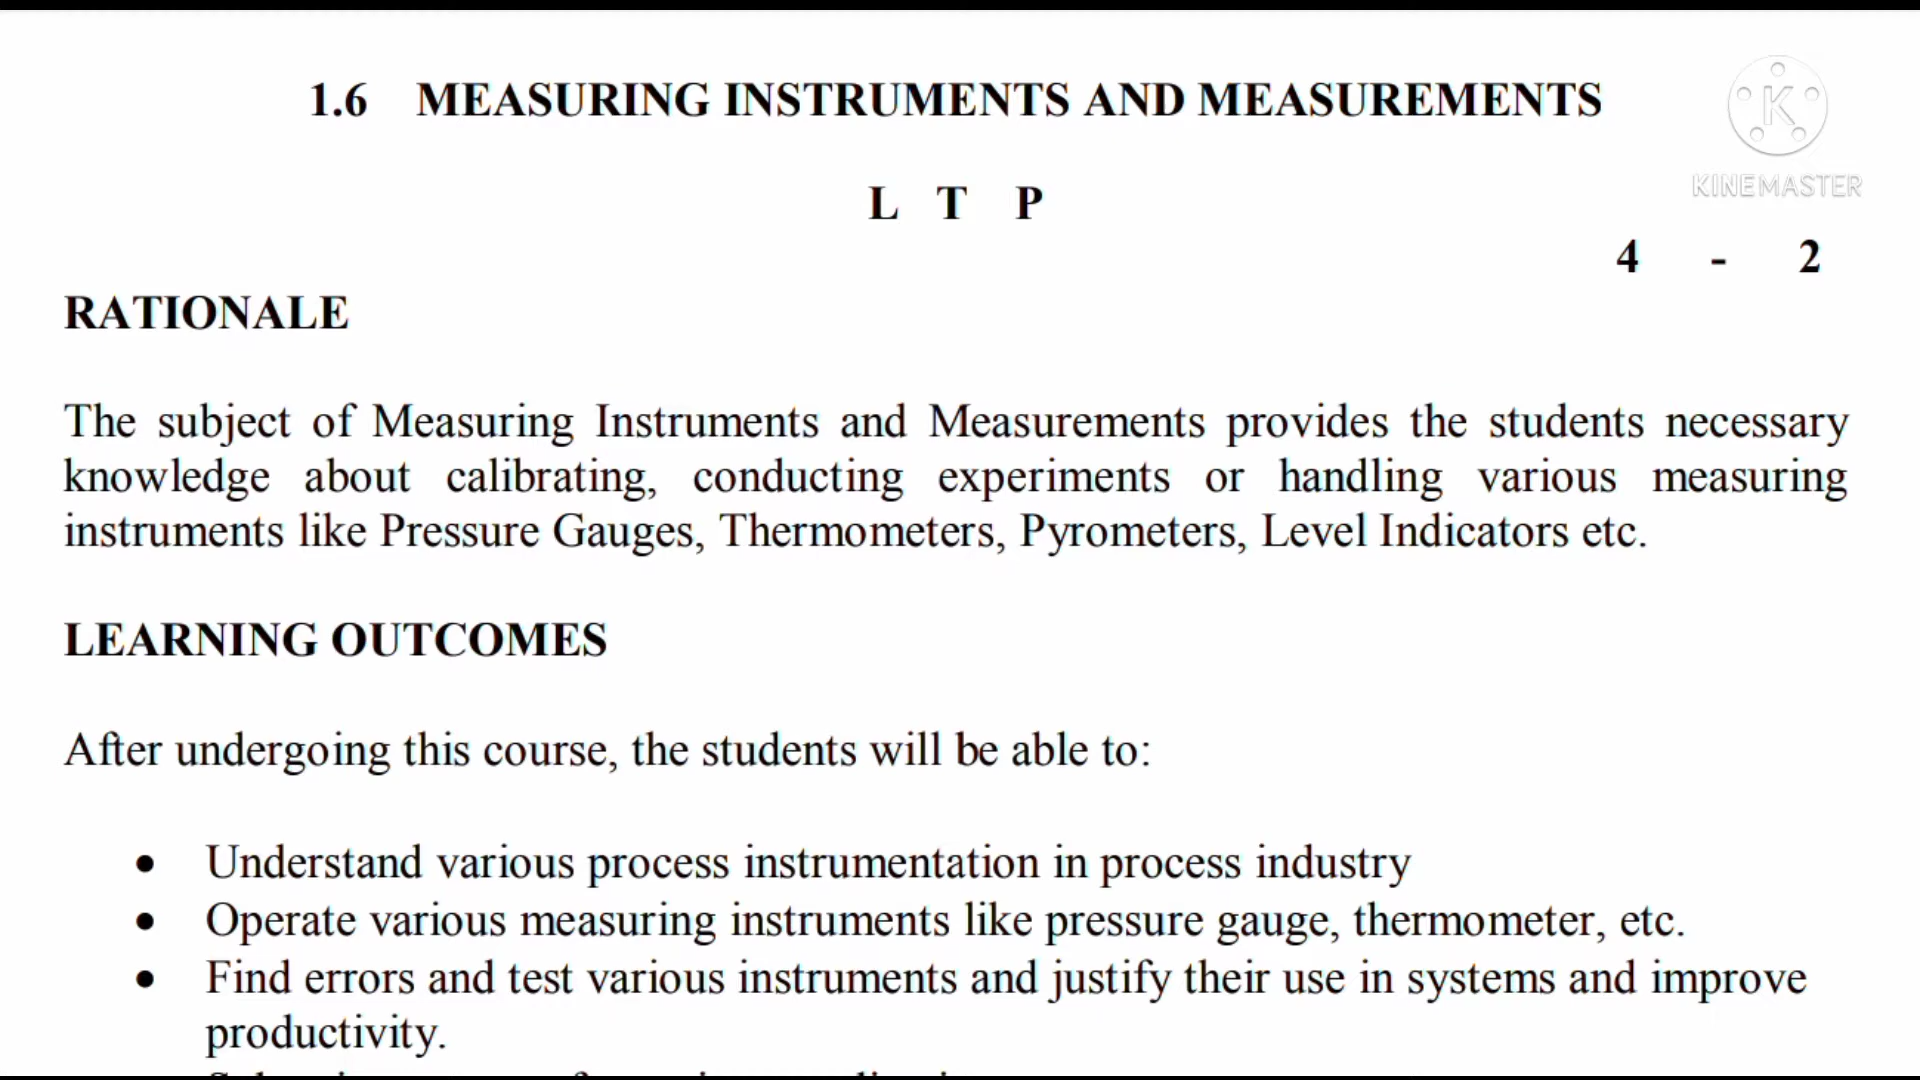 1.6 MEASURING INSTRUMENTS AND MEASUREMENTS
K
KINEMASTER
L T P
4 - 2
RATIONALE
The subject of Measuring Instruments and Measurements provides the students necessary
knowledge about calibrating, conducting experiments or handling various measuring
instruments like Pressure Gauges, Thermometers, Pyrometers, Level Indicators etc.
LEARNING OUTCOMES
After undergoing this course, the students will be able to:
• Understand various process instrumentation in process industry
• Operate various measuring instruments like pressure gauge, thermometer, etc.
• Find errors and test various instruments and justify their use in systems and improve
productivity.